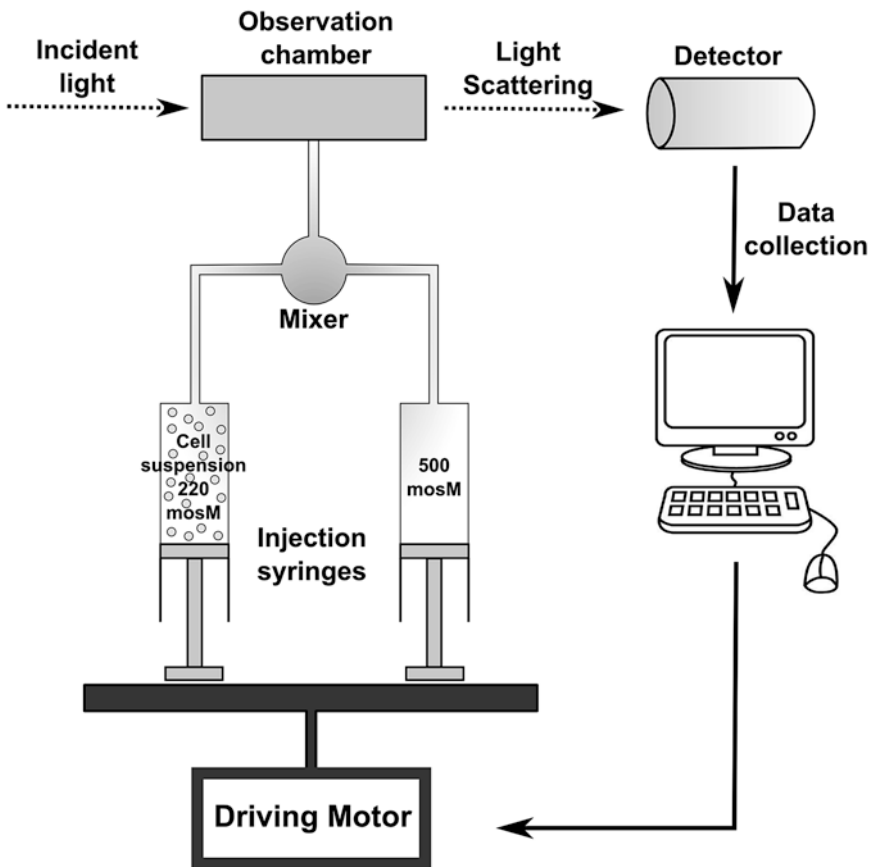 Incident
light
Observation
chamber
Light
Scattering
Detector
Data
collection
Mixer
Cell
suspension
220
mosM
500
mosM
Injection
syringes
Driving Motor